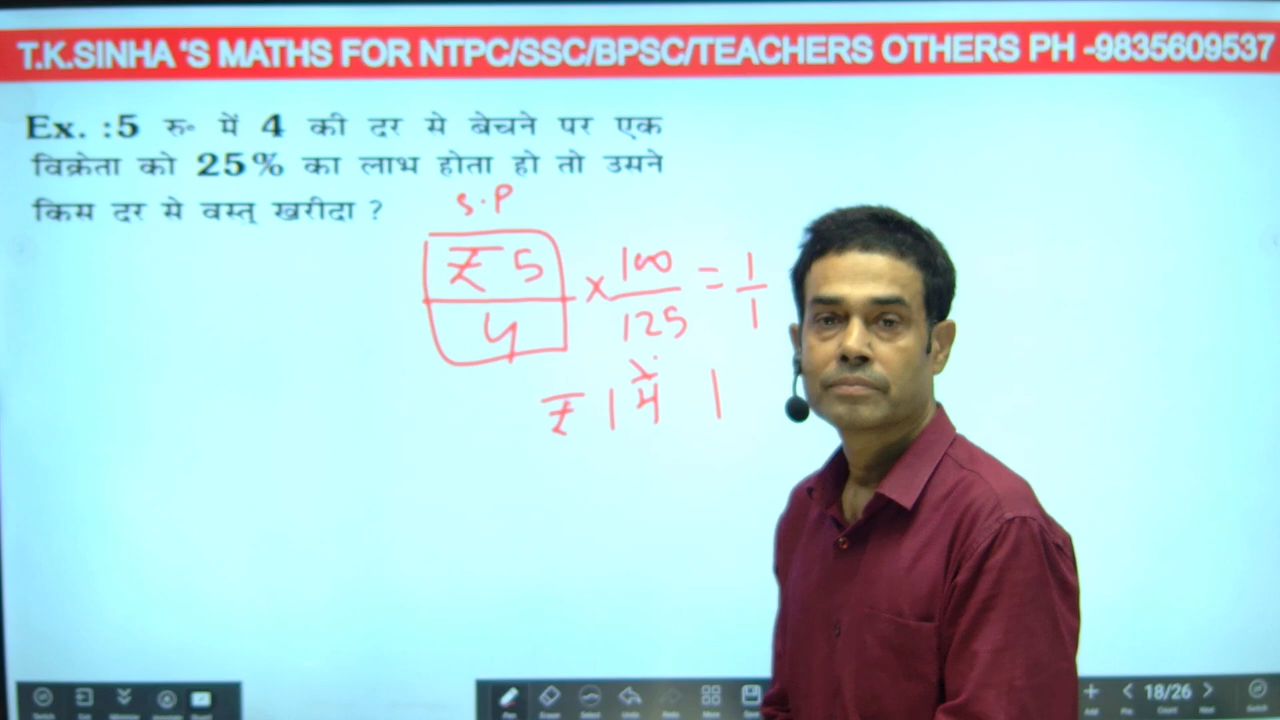 T.K.SINHA 'S MATHS FOR NTPC/SSC/BPSC/TEACHERS OTHERS PH -9835609537
Ex. :5 रु॰ में 4 की दर से बेचने पर एक
विक्रेता को 25% का लाभ होता हो तो उसने
किस दर से वस्तु खरीदा ?
S.P
₹5/4 × 100/125 = 1/1
₹ 1 में 1
18/26